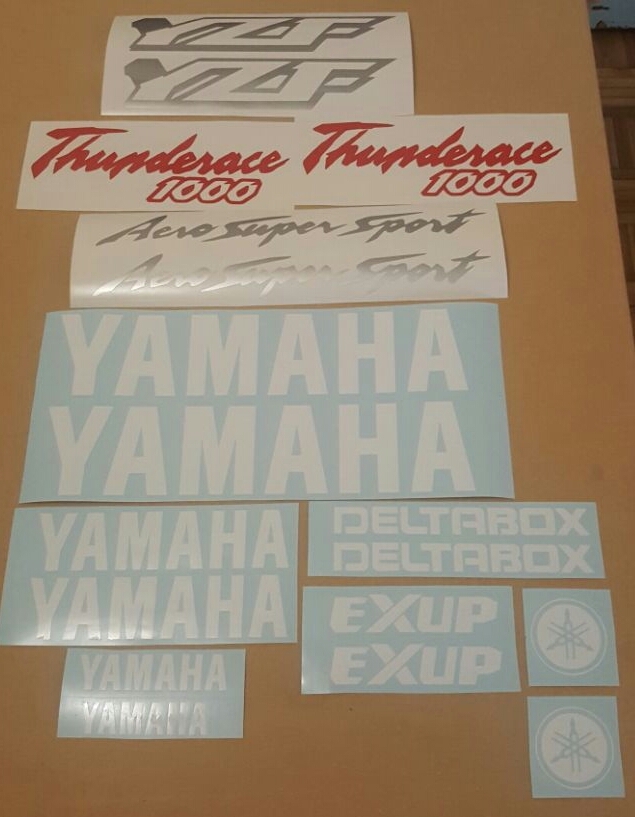 YZF
YZF
Thunderace
1000
Thunderace
1000
Aero Super Sport
Aero Super Sport
YAMAHA
YAMAHA
YAMAHA
YAMAHA
DELTABOX
DELTABOX
EXUP
EXUP
YAMAHA
YAMAHA